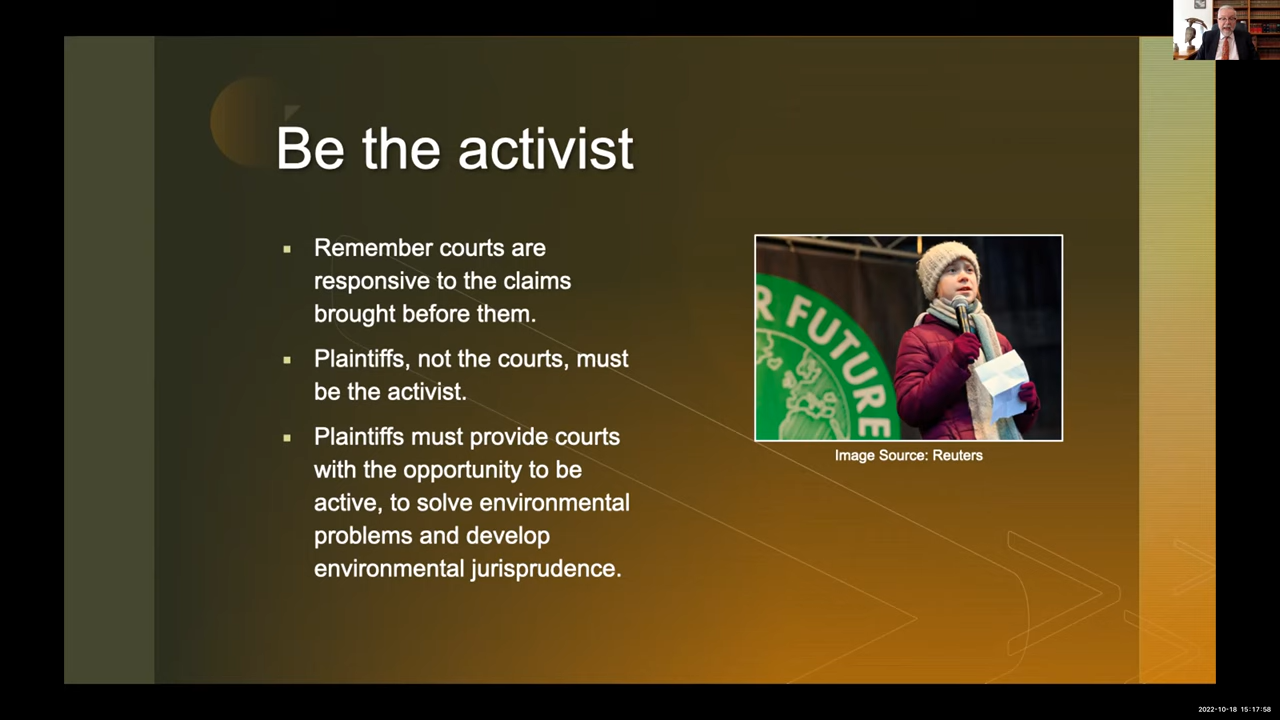 Be the activist
Remember courts are
responsive to the claims
brought before them.
Plaintiffs, not the courts, must
be the activist.
Plaintiffs must provide courts
with the opportunity to be
active, to solve environmental
problems and develop
environmental jurisprudence.
R FUTURE
Image Source: Reuters
2022-10-18 15:17:58